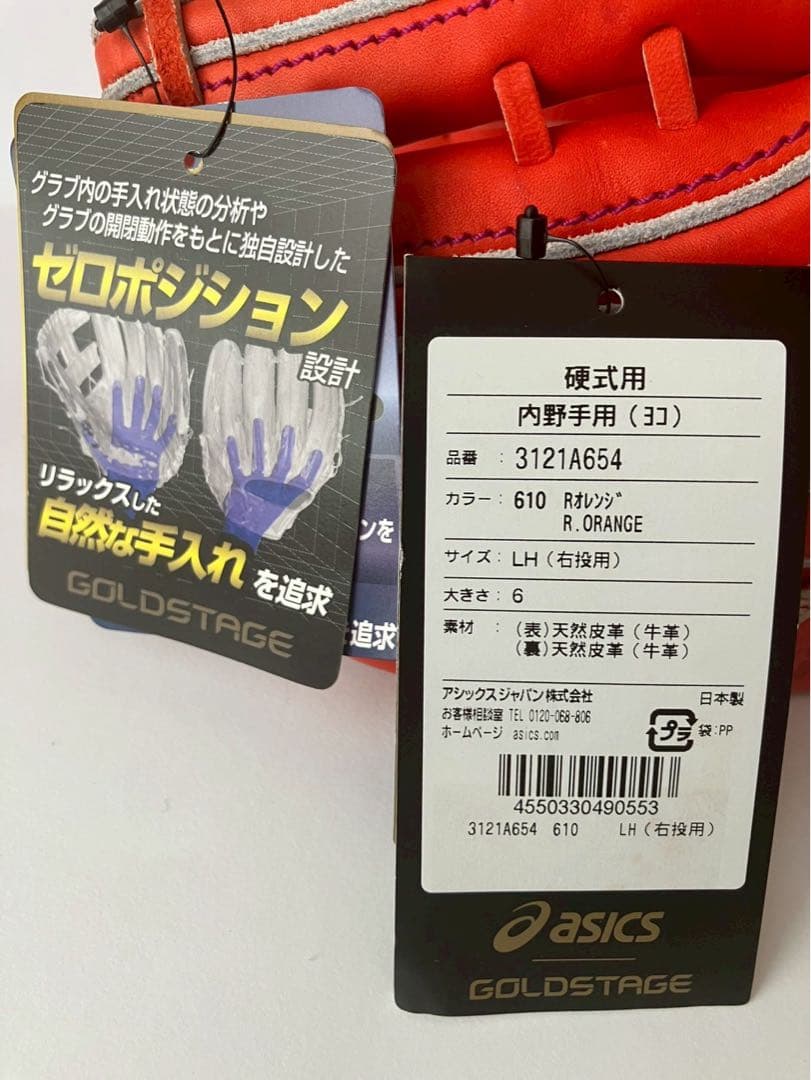 グラブ内の手入れ状態の分析や
グラブの開閉動作をもとに独自設計した
ゼロポジション
設計
リラックスした
自然な手入れを追求
GOLDSTAGE
ンを
追求
硬式用
内野手用(ヨコ)
品番 : 3121A654
カラー : 610 Rオレンジ
R.ORANGE
サイズ : LH(右投用)
大きさ : 6
素材 : (表)天然皮革(牛革)
(裏)天然皮革(牛革)
アシックスジャパン株式会社
日本製
お客様相談室 TEL 0120-068-806
ホームページ asics.com
プラ
袋:PP
4550330490553
3121A654 610 LH(右投用)
asics
GOLDSTAGE